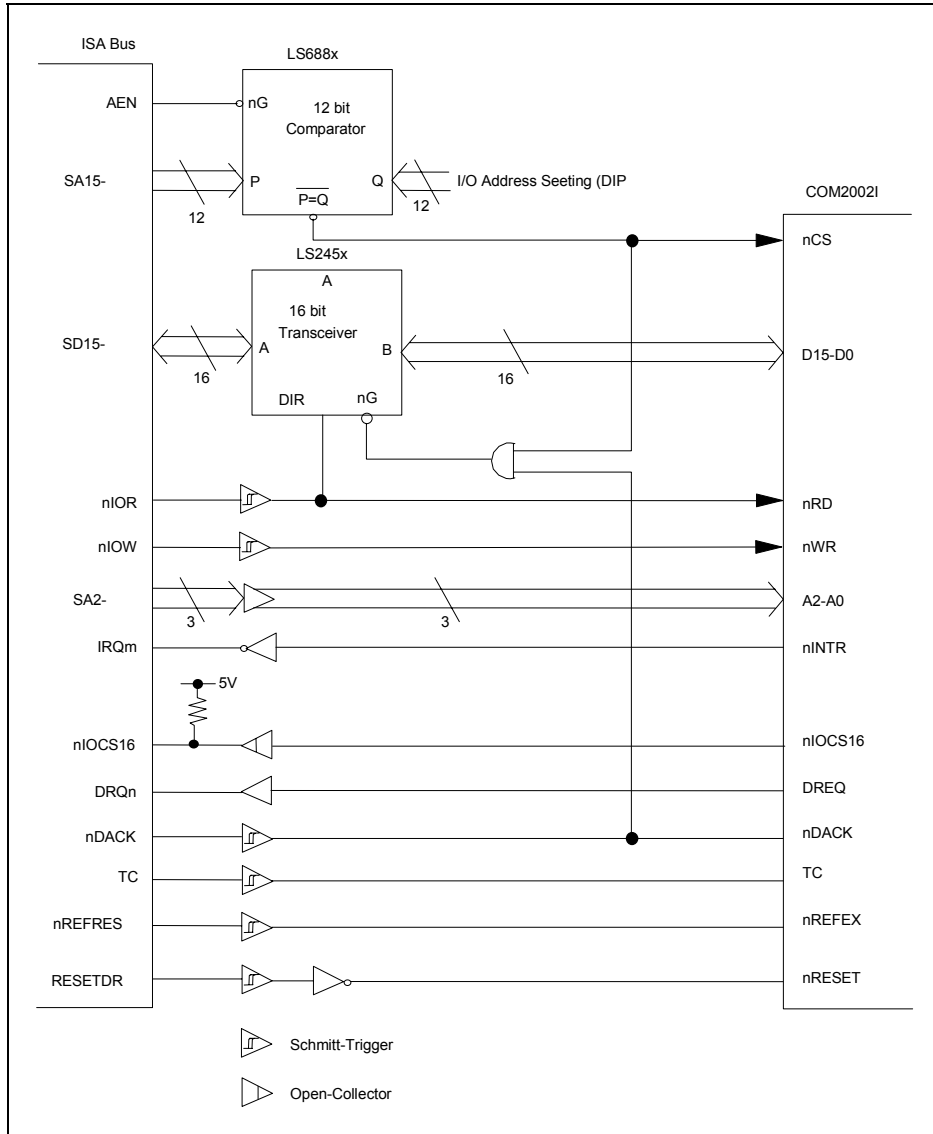 ISA Bus
LS688x
AEN
nG
12 bit
Comparator
SA15-
12
P
Q
P=Q
12
I/O Address Seeting (DIP
COM2002I
nCS
LS245x
A
16 bit
Transceiver
SD15-
16
A
B
16
D15-D0
DIR
nG
nIOR
nRD
nIOW
nWR
SA2-
3
3
A2-A0
IRQm
nINTR
5V
nIOCS16
nIOCS16
DRQn
DREQ
nDACK
nDACK
TC
TC
nREFRES
nREFEX
RESETDR
nRESET
Schmitt-Trigger
Open-Collector